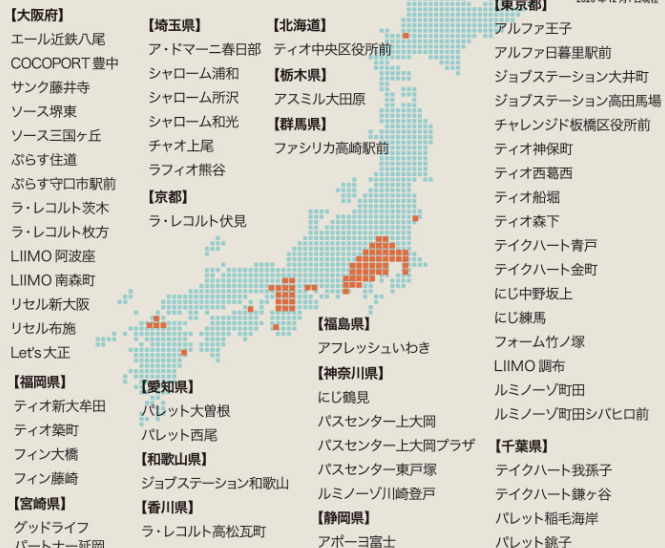 【大阪府】
エール近鉄八尾
COCOPORT 豊中
サンク藤井寺
ソース堺東
ソース三国ヶ丘
ぷらす住道
ぷらす守口市駅前
ラ・レコルト茨木
ラ・レコルト枚方
LIIMO 阿波座
LIIMO 南森町
リセル新大阪
リセル布施
Let's 大正
【福岡県】
ティオ新大牟田
ティオ築町
フィン大橋
フィン藤崎
【宮崎県】
グッドライフ
パートナー延岡
【埼玉県】
ア・ドマーニ春日部
シャローム浦和
シャローム所沢
シャローム和光
チャオ上尾
ラフィオ熊谷
【京都】
ラ・レコルト伏見
【愛知県】
パレット大曽根
パレット西尾
【和歌山県】
ジョブステーション和歌山
【香川県】
ラ・レコルト高松瓦町
【北海道】
ティオ中央区役所前
【栃木県】
アスミル大田原
【群馬県】
ファシリカ高崎駅前
【福島県】
アフレッシュいわき
【神奈川県】
にじ鶴見
パスセンター上大岡
パスセンター上大岡プラザ
パスセンター東戸塚
ルミノーゾ川崎登戸
【静岡県】
アポーヨ富士
【東京都】
アルファ王子
アルファ日暮里駅前
ジョブステーション大井町
ジョブステーション高田馬場
チャレンジド板橋区役所前
ティオ神保町
ティオ西葛西
ティオ船堀
ティオ森下
テイクハート青戸
テイクハート金町
にじ中野坂上
にじ練馬
フォーム竹ノ塚
LIIMO 調布
ルミノーゾ町田
ルミノーゾ町田シバヒロ前
【千葉県】
テイクハート我孫子
テイクハート鎌ヶ谷
パレット稲毛海岸
パレット銚子